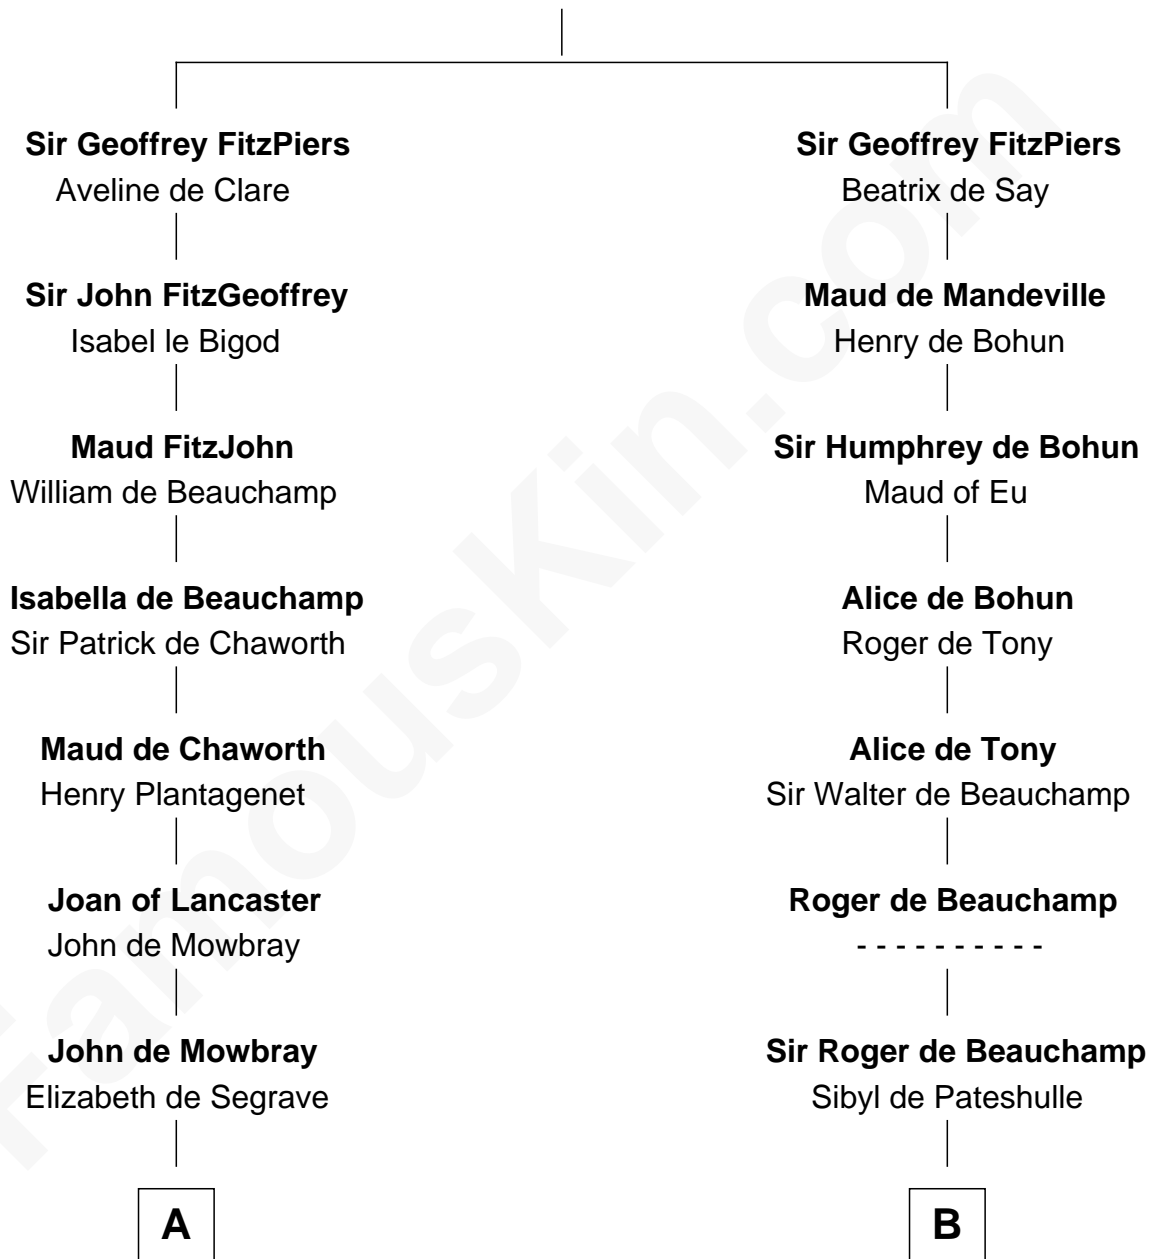 Sir Geoffrey FitzPiers
Aveline de Clare
Sir John FitzGeoffrey
Isabel le Bigod
Maud FitzJohn
William de Beauchamp
Isabella de Beauchamp
Sir Patrick de Chaworth
Maud de Chaworth
Henry Plantagenet
Joan of Lancaster
John de Mowbray
John de Mowbray
Elizabeth de Segrave
A
Sir Geoffrey FitzPiers
Beatrix de Say
Maud de Mandeville
Henry de Bohun
Sir Humphrey de Bohun
Maud of Eu
Alice de Bohun
Roger de Tony
Alice de Tony
Sir Walter de Beauchamp
Roger de Beauchamp
- - - - - - - - - -
Sir Roger de Beauchamp
Sibyl de Pateshulle
B
FamousKin.com